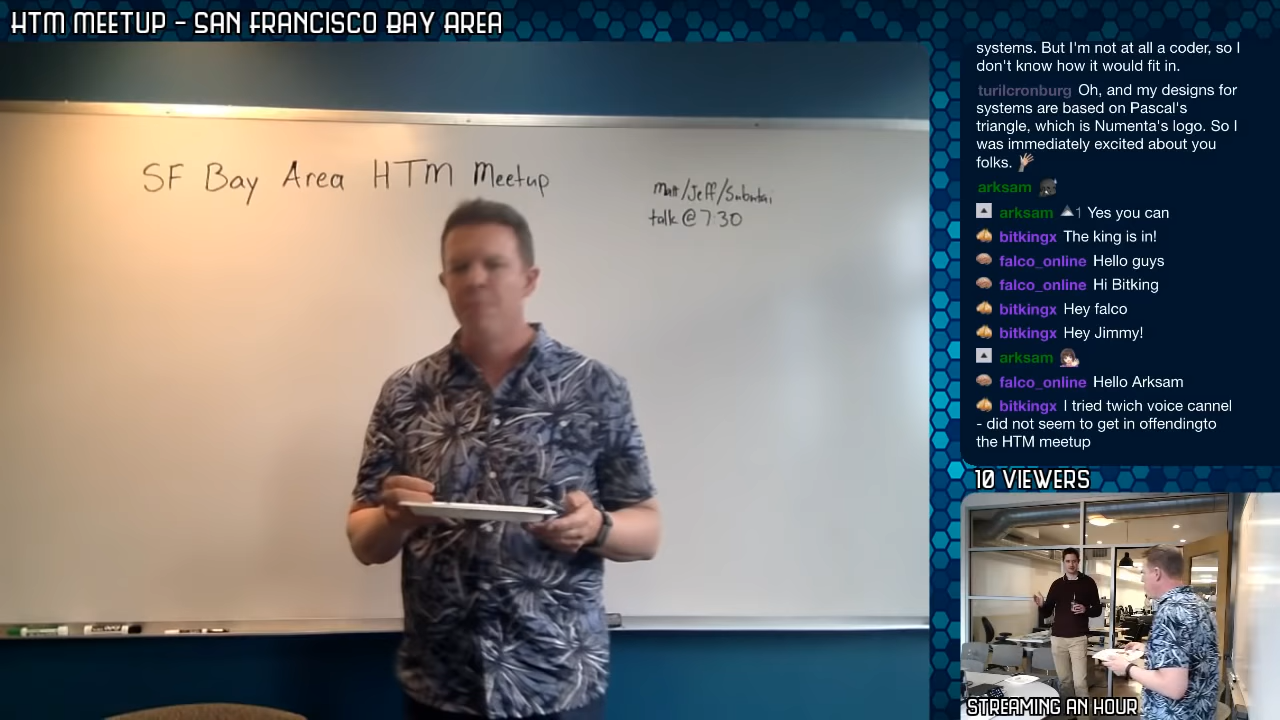 HTM MEETUP - SAN FRANCISCO BAY AREA
SF Bay Area HTM Meetup
Matt/Jeff/Subutai
talk @ 7:30
systems. But I'm not at all a coder, so I
don't know how it would fit in.
turilcronburg Oh, and my designs for
systems are based on Pascal's
triangle, which is Numenta's logo. So I
was immediately excited about you
folks.
arksam
arksam 1 Yes you can
bitkingx The king is in!
falco_online Hello guys
falco_online Hi Bitking
bitkingx Hey falco
bitkingx Hey Jimmy!
arksam
falco_online Hello Arksam
bitkingx I tried twich voice cannel
- did not seem to get in offendingto
the HTM meetup
10 VIEWERS
STREAMING AN HOUR